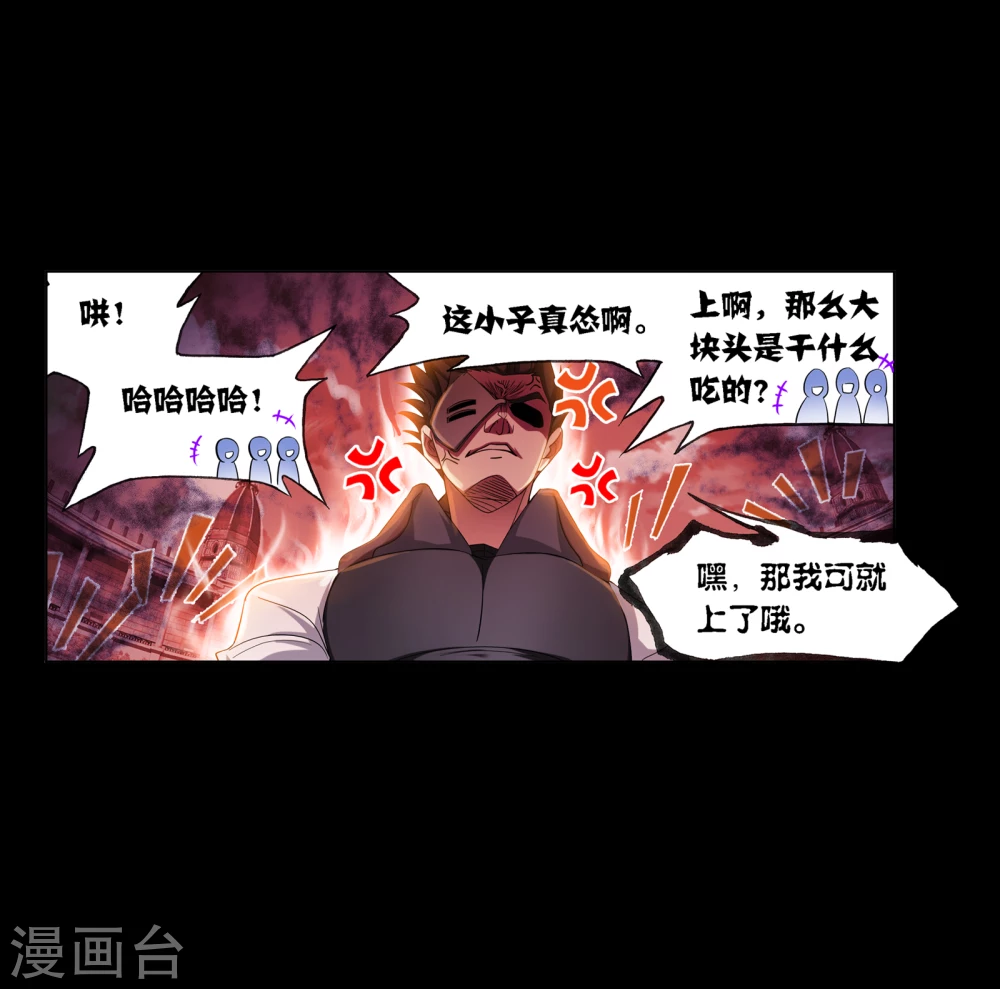 哄！
哈哈哈哈！
这小子真怂啊。
上啊，那么大
块头是干什么
吃的？
嘿，那我可就
上了哦。
漫画台